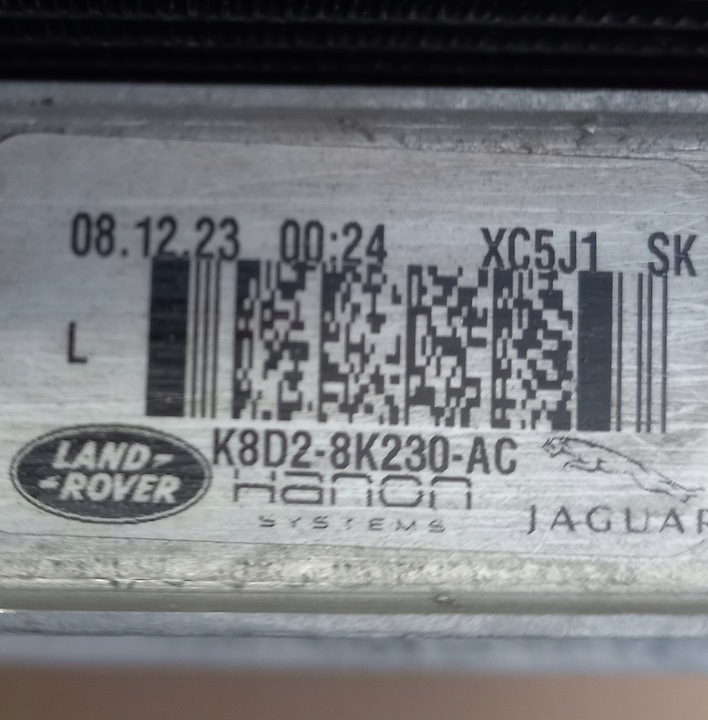 08.12.23 00:24 XC5J1 SK
L
LAND-
-ROVER
K8D2-8K230-AC
Hanon
SYSTEMS
JAGUAR